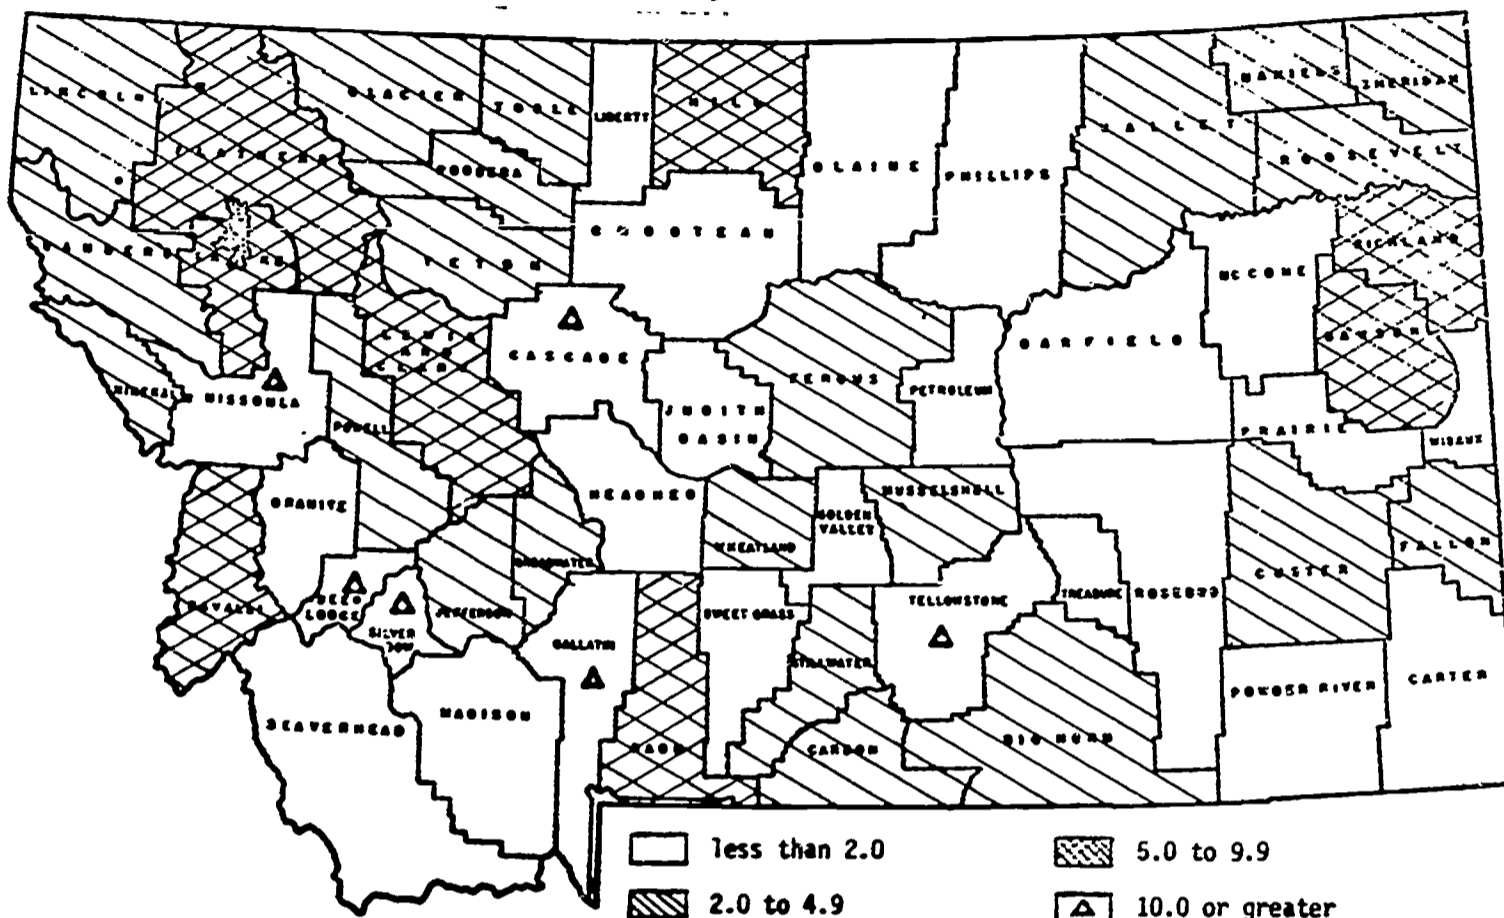 LINCOLN
GLACIER
TOOLE
LIBERTY
HILL
BLAINE
PHILLIPS
VALLEY
DANIELS
SHERIDAN
ROOSEVELT
FLATHEAD
PONDERA
CHOUTEAU
TETON
SANDERS
LAKE
RICHLAND
MCCONE
DAWSON
GARFIELD
LEWIS
AND
CLARK
CASCADE
FERGUS
PETROLEUM
JUDITH
BASIN
MINERAL
MISSOULA
POWELL
PRAIRIE
WIBAUX
GRANITE
MEAGHER
MUSSELSHELL
GOLDEN
VALLEY
WHEATLAND
BROADWATER
CUSTER
FALLON
RAVALLI
DEER
LODGE
SILVER
BOW
JEFFERSON
GALLATIN
SWEET GRASS
STILLWATER
YELLOWSTONE
TREASURE
ROSEBUD
BEAVERHEAD
MADISON
PARK
CARBON
BIG HORN
POWDER RIVER
CARTER
less than 2.0
5.0 to 9.9
2.0 to 4.9
10.0 or greater